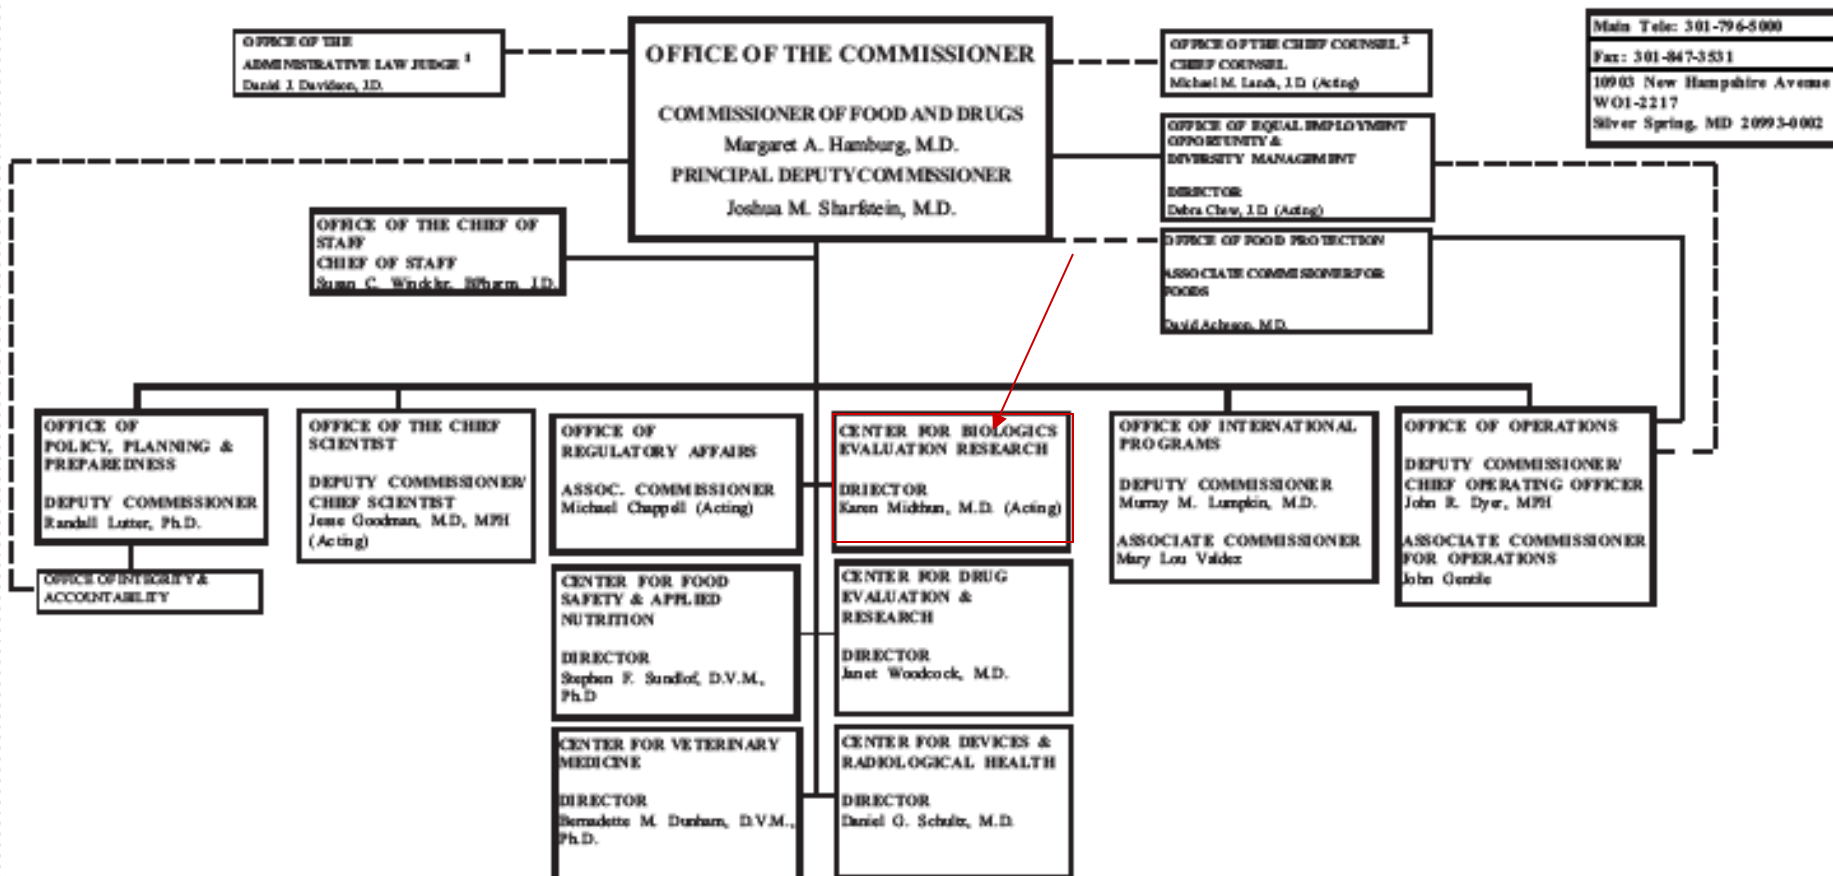 OFFICE OF THE
ADMINISTRATIVE LAW JUDGE 1
Daniel J. Davidson, J.D.
OFFICE OF THE COMMISSIONER
COMMISSIONER OF FOOD AND DRUGS
Margaret A. Hamburg, M.D.
PRINCIPAL DEPUTY COMMISSIONER
Joshua M. Sharfstein, M.D.
OFFICE OF THE CHIEF COUNSEL 2
CHIEF COUNSEL
Michael M. Landa, J.D. (Acting)
Main Tele: 301-796-5000
Fax: 301-847-3531
10903 New Hampshire Avenue
WO1-2217
Silver Spring, MD 20993-0002
OFFICE OF EQUAL EMPLOYMENT
OPPORTUNITY &
DIVERSITY MANAGEMENT
DIRECTOR
Debra Chew, J.D. (Acting)
OFFICE OF THE CHIEF OF
STAFF
CHIEF OF STAFF
Susan C. Winckler, BPharm, J.D.
OFFICE OF FOOD PROTECTION
ASSOCIATE COMMISIONER FOR
FOODS
David Acheson, M.D.
OFFICE OF
POLICY, PLANNING &
PREPAREDNESS
DEPUTY COMMISSIONER
Randall Lutter, Ph.D.
OFFICE OF INTEGRITY &
ACCOUNTABILITY
OFFICE OF THE CHIEF
SCIENTIST
DEPUTY COMMISSIONER/
CHIEF SCIENTIST
Jesse Goodman, M.D, MPH
(Acting)
OFFICE OF
REGULATORY AFFAIRS
ASSOC. COMMISSIONER
Michael Chappell (Acting)
CENTER FOR BIOLOGICS
EVALUATION RESEARCH
DRIECTOR
Karen Midthun, M.D. (Acting)
OFFICE OF INTERNATIONAL
PROGRAMS
DEPUTY COMMISSIONER
Murray M. Lumpkin, M.D.
ASSOCIATE COMMISSIONER
Mary Lou Valdez
OFFICE OF OPERATIONS
DEPUTY COMMISSIONER/
CHIEF OPERATING OFFICER
John R. Dyer, MPH
ASSOCIATE COMMISSIONER
FOR OPERATIONS
John Gentile
CENTER FOR FOOD
SAFETY & APPLIED
NUTRITION
DIRECTOR
Stephen F. Sundlof, D.V.M.,
Ph.D
CENTER FOR DRUG
EVALUATION &
RESEARCH
DIRECTOR
Janet Woodcock, M.D.
CENTER FOR VETERINARY
MEDICINE
DIRECTOR
Bernadette M. Dunham, D.V.M.,
Ph.D.
CENTER FOR DEVICES &
RADIOLOGICAL HEALTH
DIRECTOR
Daniel G. Schultz, M.D.